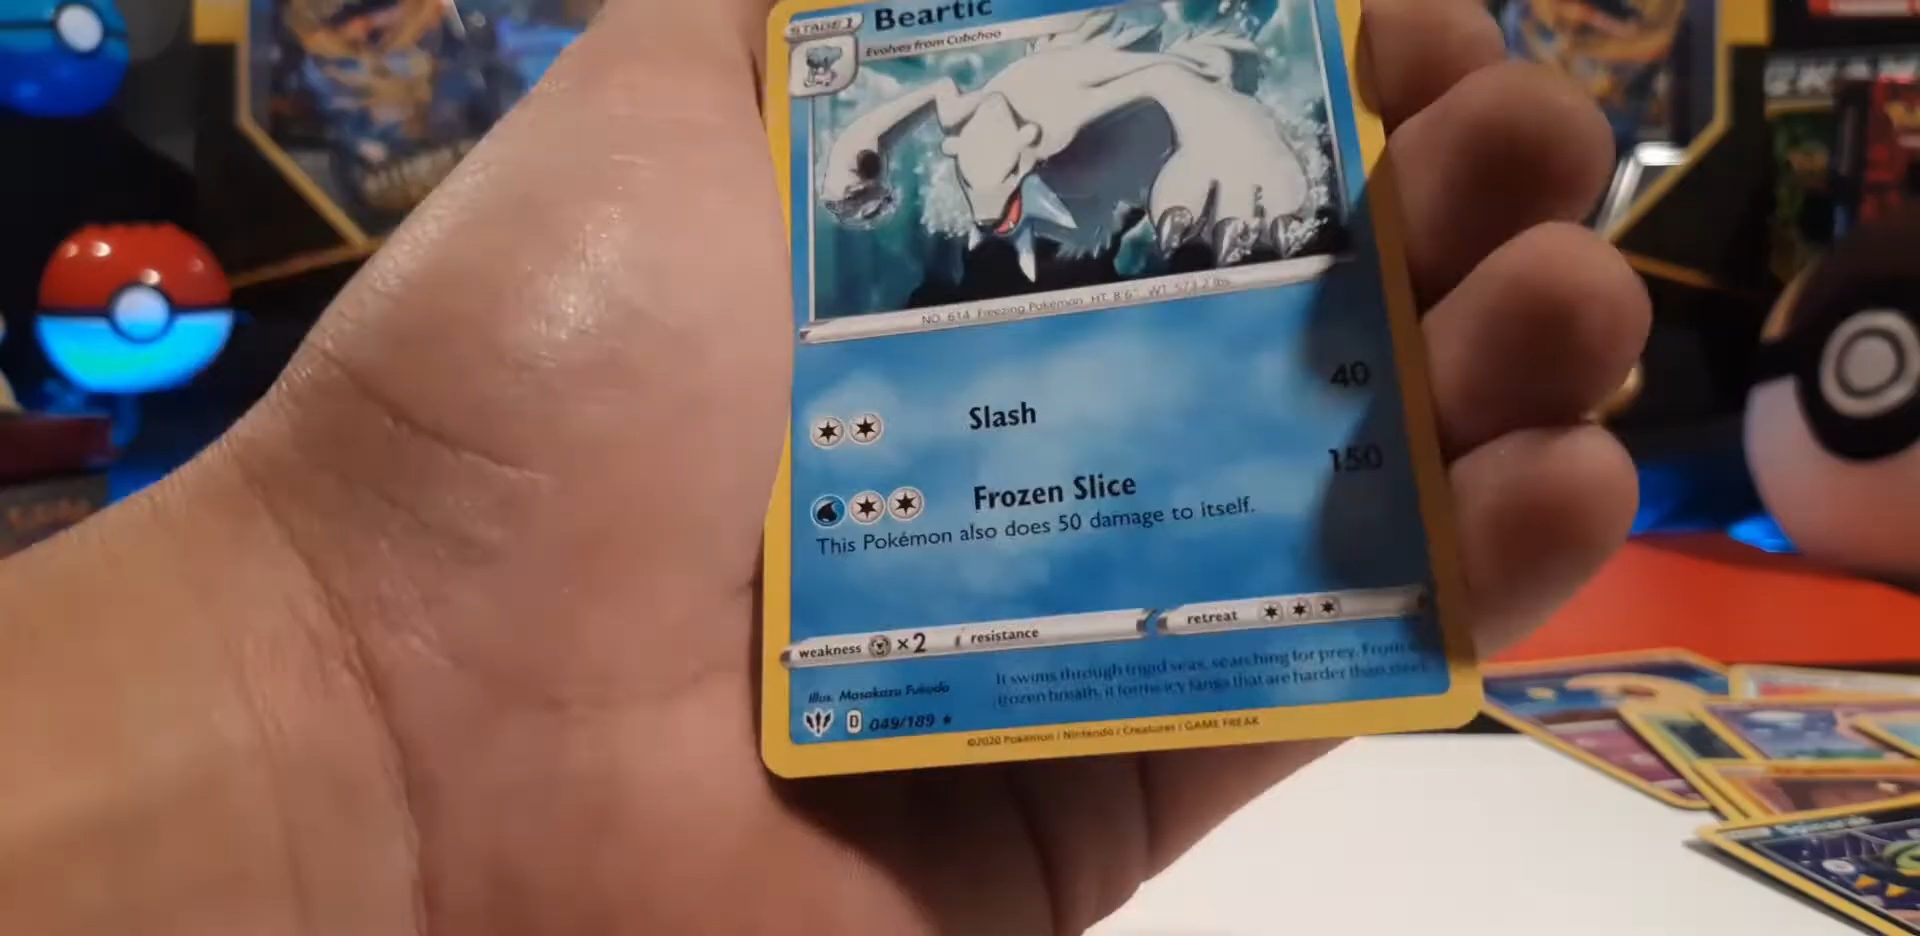 STAGE 1
Beartic
Evolves from Cubchoo
NO. 614 Freezing Pokémon HT: 8'6" WT: 573.2 lbs.
Slash 40
Frozen Slice 150
This Pokémon also does 50 damage to itself.
weakness ×2 resistance retreat
Illus. Masakazu Fukuda
It swims through frigid seas, searching for prey. From
frozen breath, it forms icy fangs that are harder than steel.
D 049/189 ★
©2020 Pokémon / Nintendo / Creatures / GAME FREAK